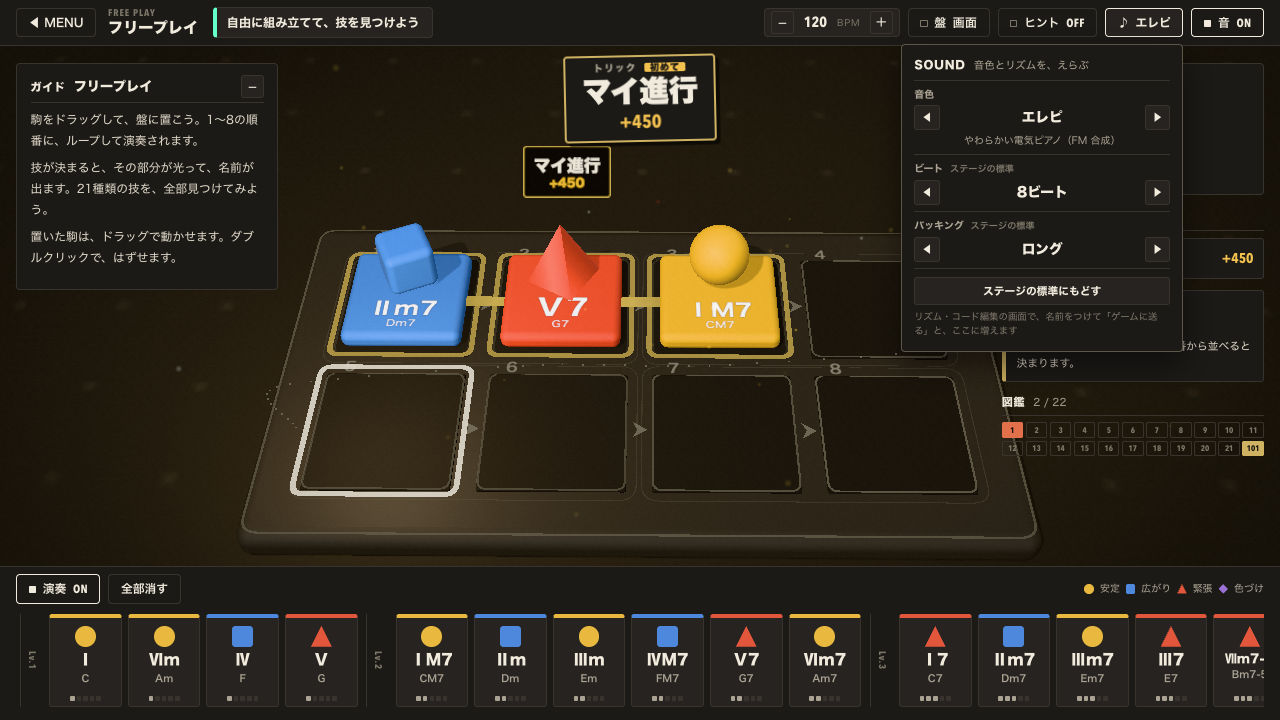 MENU
FREE PLAY
フリープレイ
自由に組み立てて、技を見つけよう
− 120 BPM +
盤 画面
ヒント OFF
♪ エレピ
音 ON
ガイド フリープレイ
−
駒をドラッグして、盤に置こう。1〜8の順
番に、ループして演奏されます。
技が決まると、その部分が光って、名前が
出ます。21種類の技を、全部見つけてみよ
う。
置いた駒は、ドラッグで動かせます。ダブ
ルクリックで、はずせます。
トリック 初めて
マイ進行
+450
マイ進行
+450
SOUND 音色とリズムを、えらぶ
音色
エレピ
やわらかい電気ピアノ（FM 合成）
ビート ステージの標準
8ビート
バッキング ステージの標準
ロング
ステージの標準にもどす
リズム・コード編集の画面で、名前をつけて「ゲームに送
る」と、ここに増えます
+450
から並べると
決まります。
図鑑 2 / 22
1 2 3 4 5 6 7 8 9 10 11
12 13 14 15 16 17 18 19 20 21 101
4
IIm7
Dm7
V7
G7
IM7
CM7
5 6 7 8
演奏 ON
全部消す
安定 広がり 緊張 色づけ
Lv.1
I
C
VIm
Am
IV
F
V
G
Lv.2
IM7
CM7
IIm
Dm
IIIm
Em
IVM7
FM7
V7
G7
VIm7
Am7
Lv.3
I7
C7
IIm7
Dm7
IIIm7
Em7
III7
E7
VIIm7-
Bm7-5